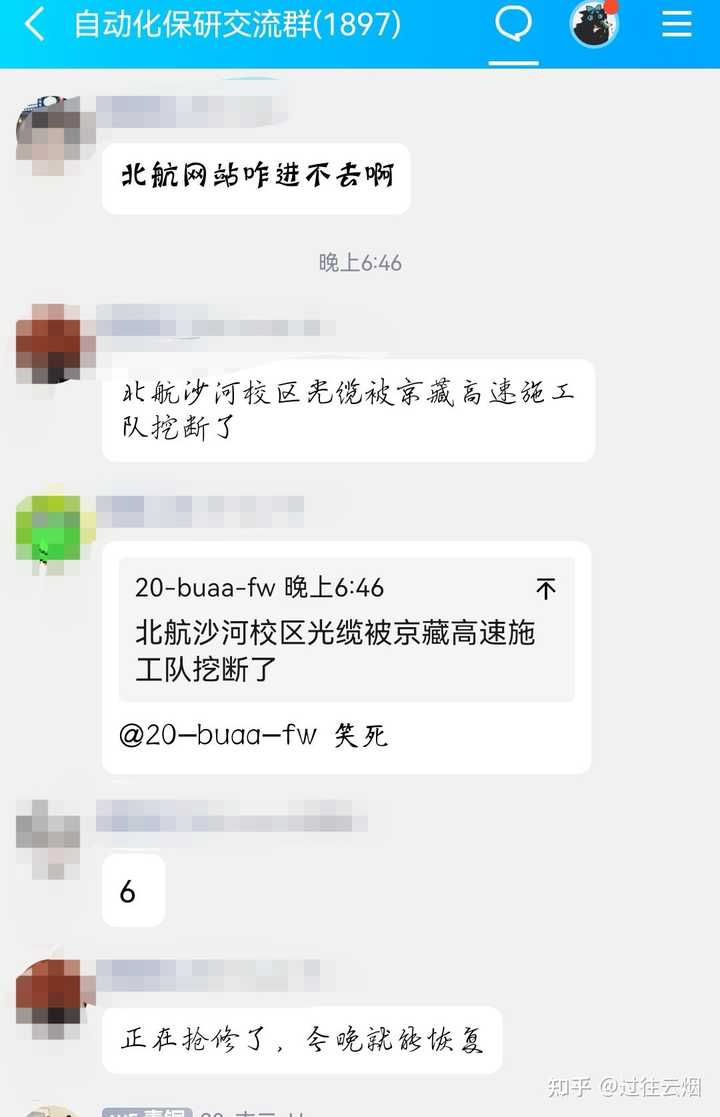 自动化保研交流群(1897)
北航网站咋进不去啊
晚上6:46
北航沙河校区光缆被京藏高速施工
队挖断了
20-buaa-fw 晚上6:46
北航沙河校区光缆被京藏高速施
工队挖断了
@20-buaa-fw 笑死
6
正在抢修了，今晚就能恢复
知乎 @过往云烟